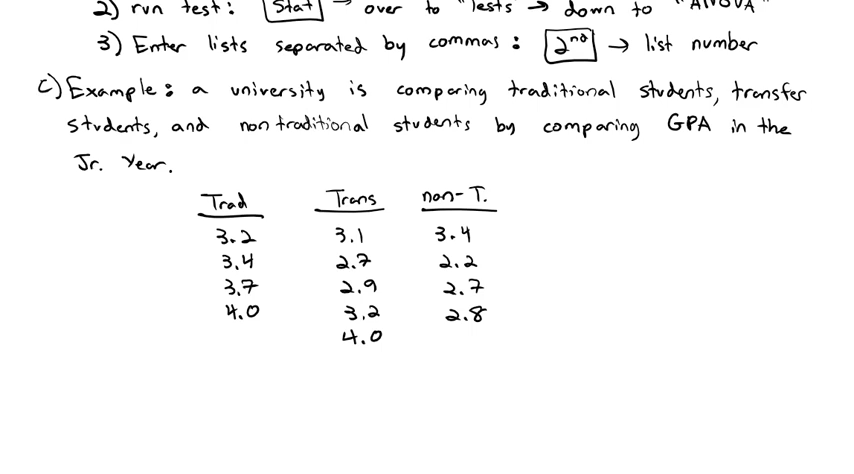 2) run test: Stat → over to "Tests → down to "ANOVA"
3) Enter lists separated by commas: 2nd → list number
C) Example: a university is comparing traditional students, transfer
students, and nontraditional students by comparing GPA in the
Jr. Year.
Trad Trans non-T.
3.2 3.1 3.4
3.4 2.7 2.2
3.7 2.9 2.7
4.0 3.2 2.8
4.0